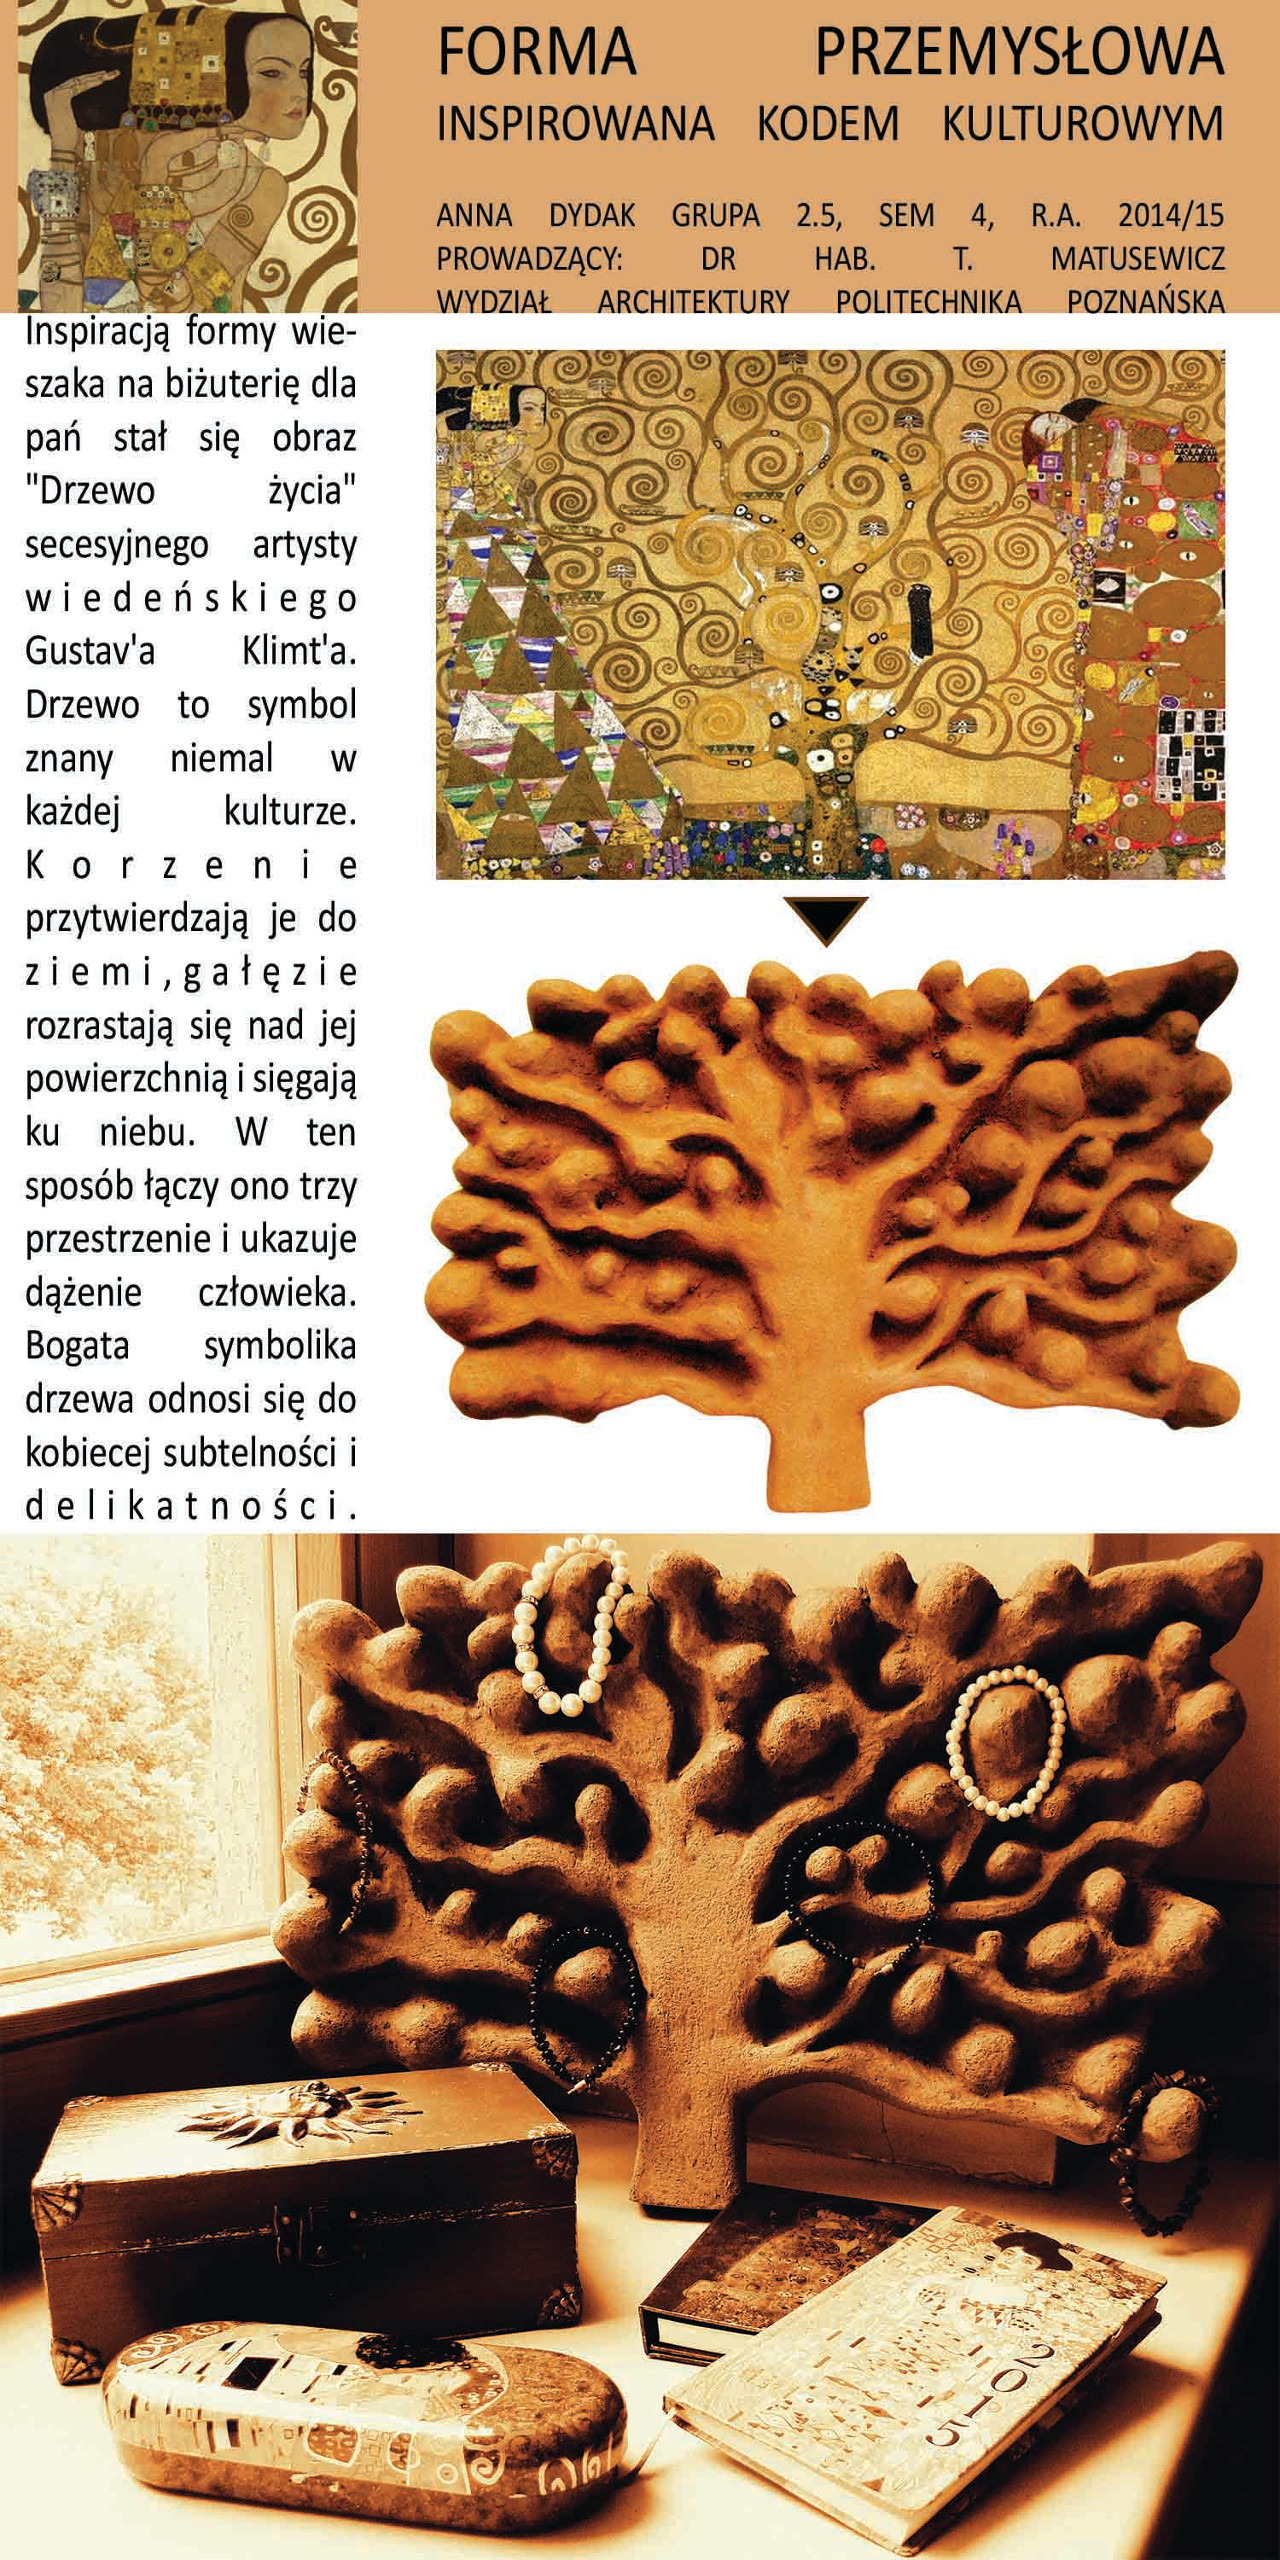 FORMA PRZEMYSŁOWA
INSPIROWANA KODEM KULTUROWYM
ANNA DYDAK GRUPA 2.5, SEM 4, R.A. 2014/15
PROWADZĄCY: DR HAB. T. MATUSEWICZ
WYDZIAŁ ARCHITEKTURY POLITECHNIKA POZNAŃSKA
Inspiracją formy wie-
szaka na biżuterię dla
pań stał się obraz
"Drzewo życia"
secesyjnego artysty
wiedeńskiego
Gustav'a Klimt'a.
Drzewo to symbol
znany niemal w
każdej kulturze.
Korzenie
przytwierdzają je do
ziemi,gałęzie
rozrastają się nad jej
powierzchnią i sięgają
ku niebu. W ten
sposób łączy ono trzy
przestrzenie i ukazuje
dążenie człowieka.
Bogata symbolika
drzewa odnosi się do
kobiecej subtelności i
delikatności.
2015